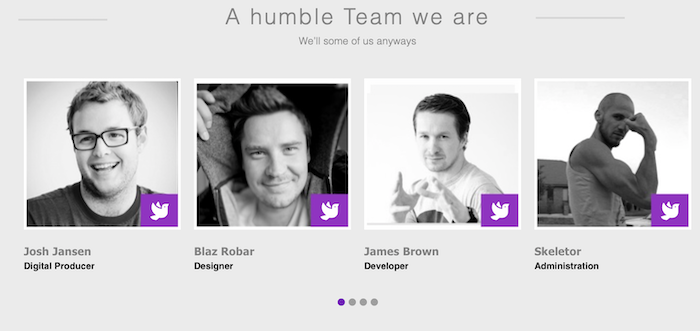 A humble Team we are
We'll some of us anyways
Josh Jansen
Digital Producer
Blaz Robar
Designer
James Brown
Developer
Skeletor
Administration